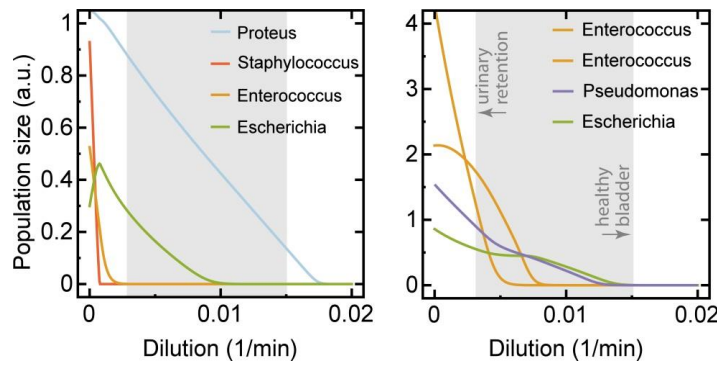 Population size (a.u.)
1.0
0.8
0.6
0.4
0.2
0
0
0.01
0.02
Dilution (1/min)
Proteus
Staphylococcus
Enterococcus
Escherichia
4
3
2
1
0
0
0.01
0.02
Dilution (1/min)
Enterococcus
Enterococcus
Pseudomonas
Escherichia
urinary
retention
healthy
bladder